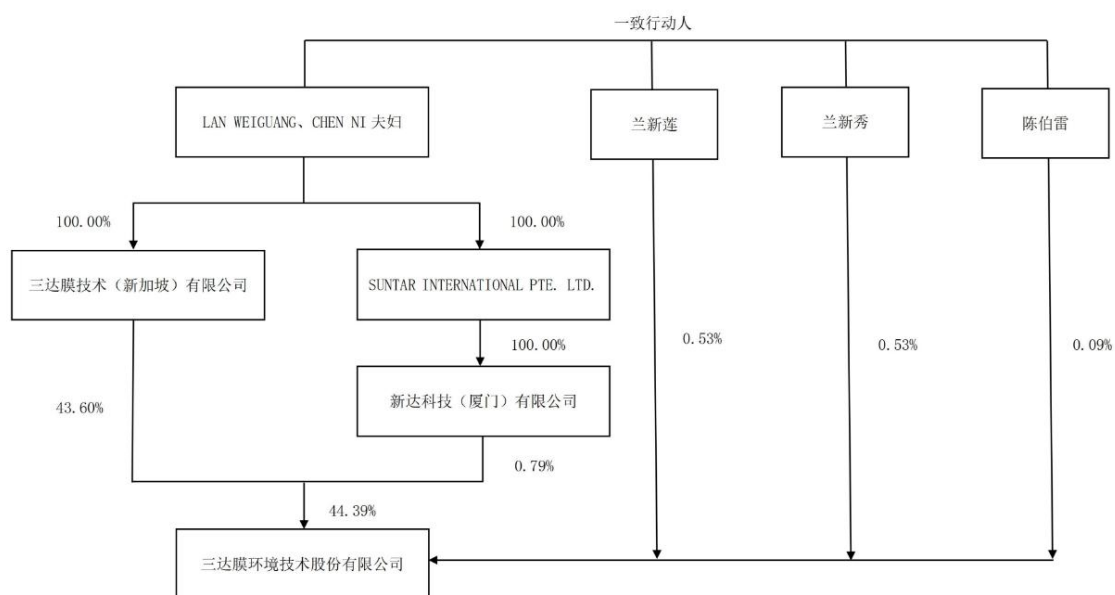 一致行动人
LAN WEIGUANG、CHEN NI 夫妇
兰新莲
兰新秀
陈伯雷
100.00%
100.00%
三达膜技术（新加坡）有限公司
SUNTAR INTERNATIONAL PTE. LTD.
100.00%
0.53%
0.53%
0.09%
43.60%
新达科技（厦门）有限公司
0.79%
44.39%
三达膜环境技术股份有限公司